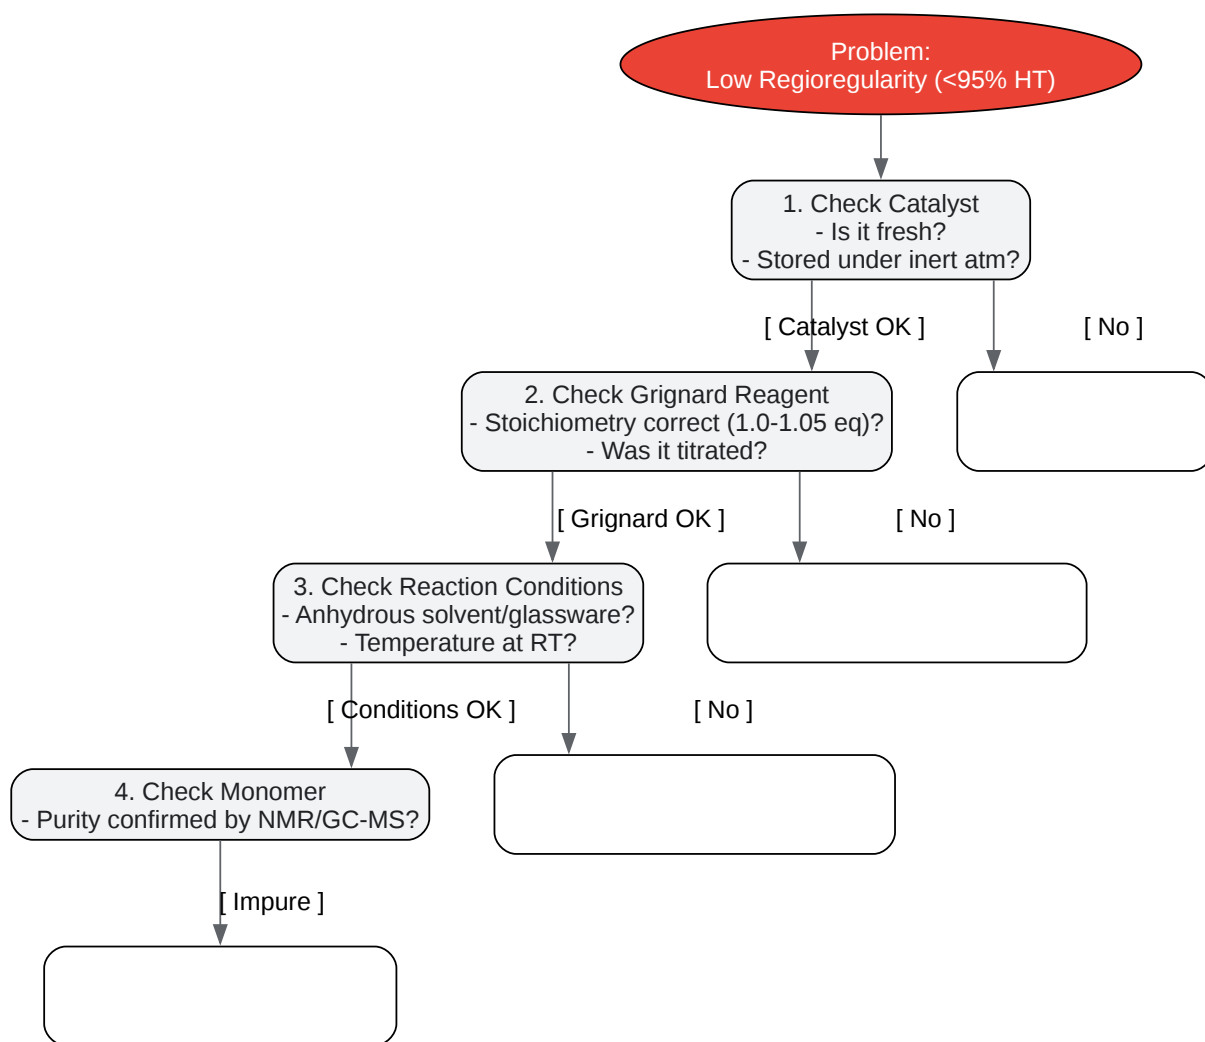 Problem:
Low Regioregularity (<95% HT)
1. Check Catalyst
- Is it fresh?
- Stored under inert atm?
[ Catalyst OK ]
[ No ]
2. Check Grignard Reagent
- Stoichiometry correct (1.0-1.05 eq)?
- Was it titrated?
[ Grignard OK ]
[ No ]
3. Check Reaction Conditions
- Anhydrous solvent/glassware?
- Temperature at RT?
[ Conditions OK ]
[ No ]
4. Check Monomer
- Purity confirmed by NMR/GC-MS?
[ Impure ]